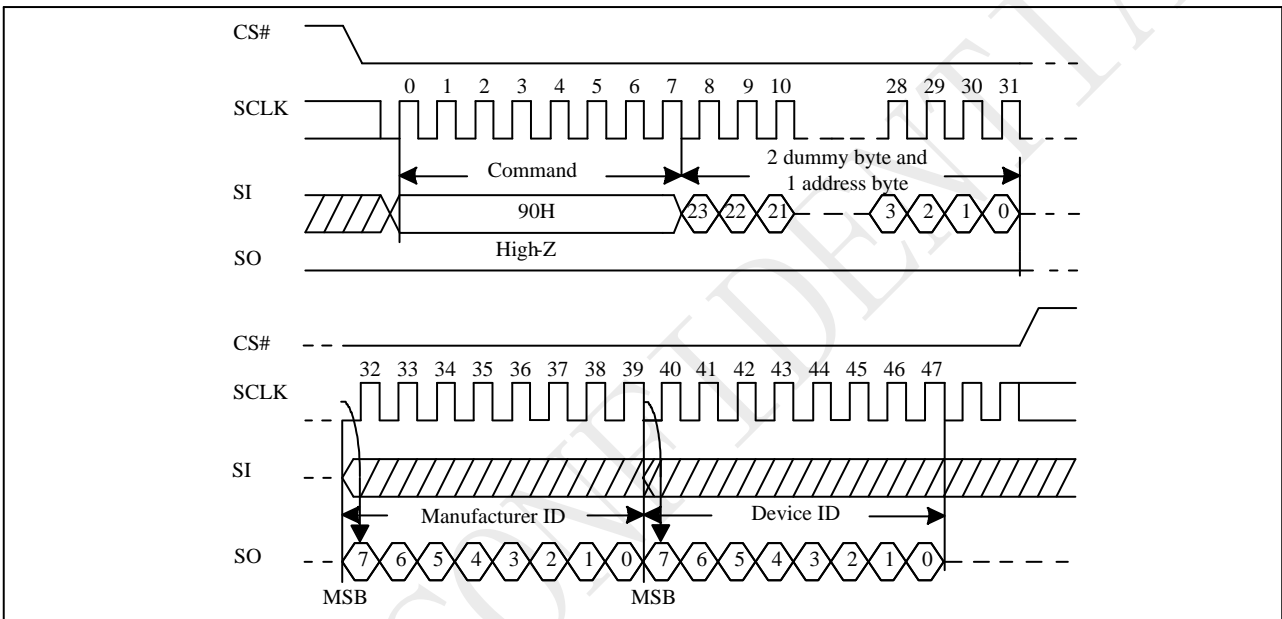 CS#
0 1 2 3 4 5 6 7 8 9 10 28 29 30 31
SCLK
Command
2 dummy byte and
1 address byte
SI
90H
23 22 21 3 2 1 0
High-Z
SO
CS#
32 33 34 35 36 37 38 39 40 41 42 43 44 45 46 47
SCLK
SI
Manufacturer ID Device ID
SO
7 6 5 4 3 2 1 0 7 6 5 4 3 2 1 0
MSB MSB
CONFIDENTIA